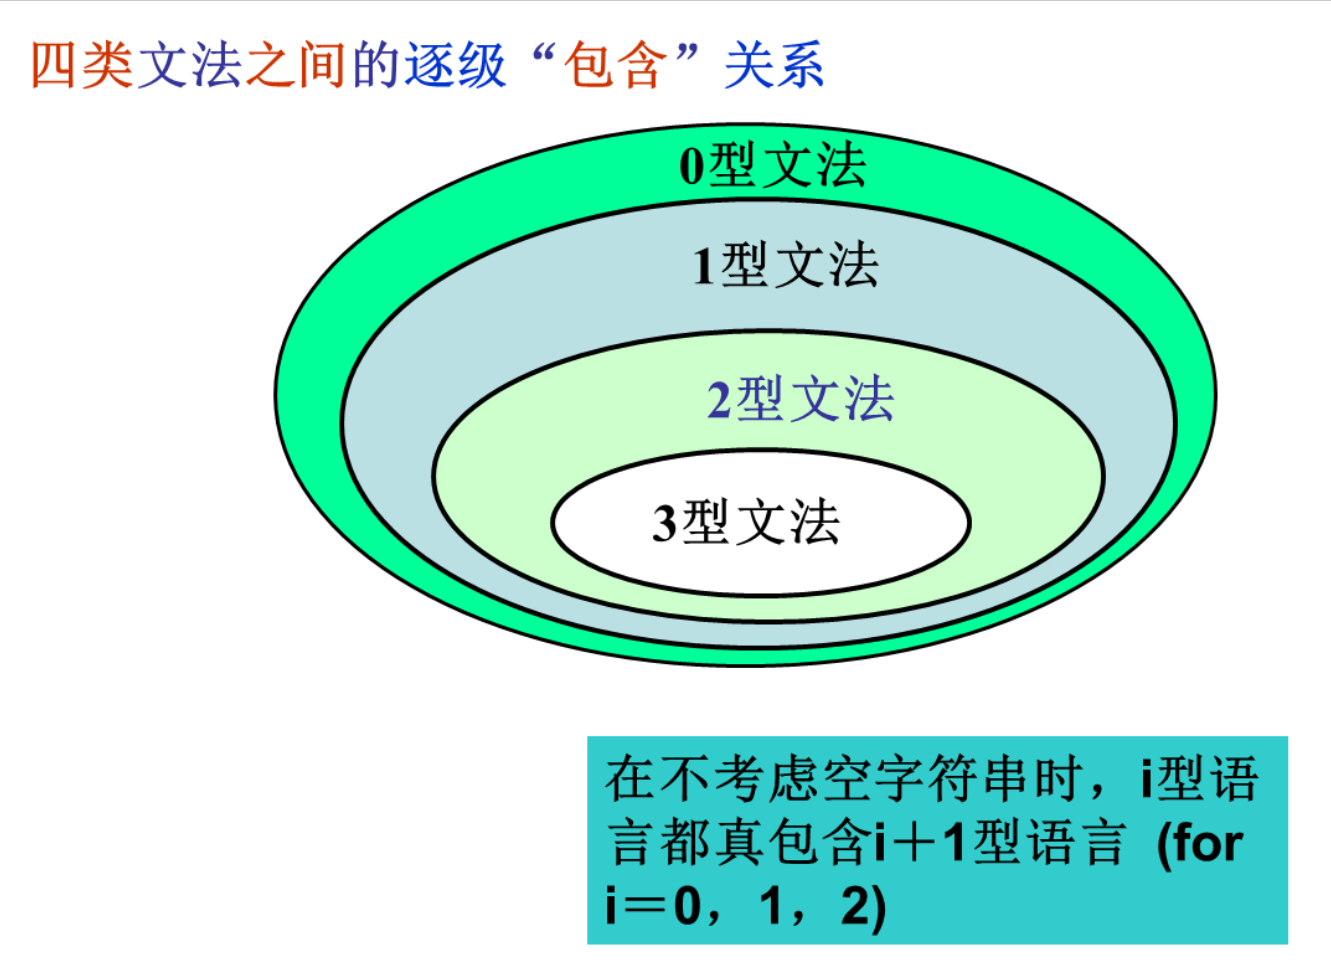 四类文法之间的逐级“包含”关系
0型文法
1型文法
2型文法
3型文法
在不考虑空字符串时，i型语
言都真包含i＋1型语言 (for
i＝0，1，2)